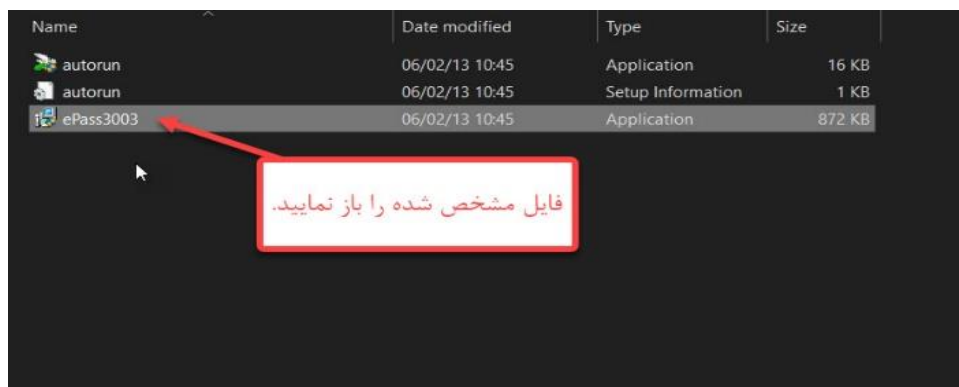 Name Date modified Type Size
autorun 06/02/13 10:45 Application 16 KB
autorun 06/02/13 10:45 Setup Information 1 KB
ePass3003 06/02/13 10:45 Application 872 KB
فایل مشخص شده را باز نمایید.